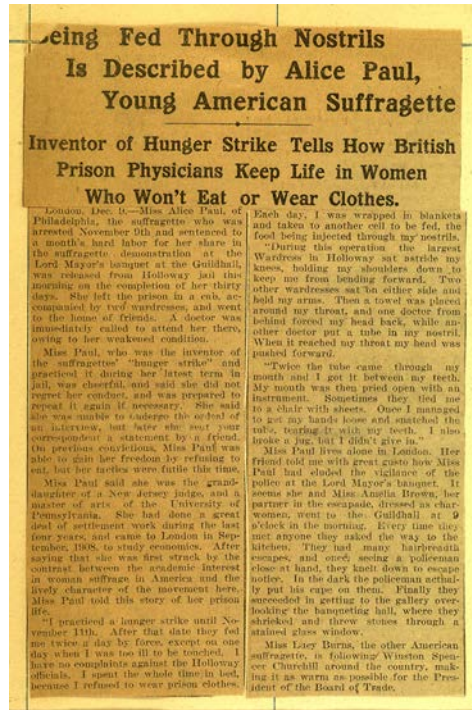 Being Fed Through Nostrils
Is Described by Alice Paul,
Young American Suffragette
Inventor of Hunger Strike Tells How British
Prison Physicians Keep Life in Women
Who Won't Eat or Wear Clothes.
London, Dec. 9.—Miss Alice Paul, of
Philadelphia, the suffragette who was
arrested November 9th and sentenced to
a month's hard labor for her share in
the suffragette demonstration at the
Lord Mayor's banquet at the Guildhall,
was released from Holloway jail this
morning on the completion of her thirty
days. She left the prison in a cab, ac-
companied by two wardresses, and went
to the home of friends. A doctor was
immediately called to attend her there,
owing to her weakened condition.
Miss Paul, who was the inventor of
the suffragettes' "hunger strike" and
practiced it during her latest term in
jail, was cheerful, and said she did not
regret her conduct, and was prepared to
repeat it again if necessary. She said
she was unable to undergo the ordeal of
an interview, but later she sent your
correspondent a statement by a friend.
On previous convictions, Miss Paul was
able to gain her freedom by refusing to
eat, but her tactics were futile this time.
Miss Paul said she was the grand-
daughter of a New Jersey judge, and a
master of arts of the University of
Pennsylvania. She had done a great
deal of settlement work during the last
four years, and came to London in Sep-
tember, 1908, to study economics. After
saying that she was first struck by the
contrast between the academic interest
in woman suffrage in America and the
lively character of the movement here,
Miss Paul told this story of her prison
life.
"I practiced a hunger strike until No-
vember 11th. After that date they fed
me twice a day by force, except on one
day when I was too ill to be touched. I
have no complaints against the Holloway
officials. I spent the whole time in bed,
because I refused to wear prison clothes.
Each day, I was wrapped in blankets
and taken to another cell to be fed, the
food being injected through my nostrils.
"During this operation the largest
Wardress in Holloway sat astride my
knees, holding my shoulders down to
keep me from bending forward. Two
other wardresses sat on either side and
held my arms. Then a towel was placed
around my throat, and one doctor from
behind forced my head back, while an-
other doctor put a tube in my nostril.
When it reached my throat my head was
pushed forward.
"Twice the tube came through my
mouth and I got it between my teeth.
My mouth was then pried open with an
instrument. Sometimes they tied me
to a chair with sheets. Once I managed
to get my hands loose and snatched the
tube, tearing it with my teeth. I also
broke a jug, but I didn't give in."
Miss Paul lives alone in London. Her
friend told me with great gusto how Miss
Paul had eluded the vigilance of the
police at the Lord Mayor's banquet. It
seems she and Miss Amelia Brown, her
partner in the escapade, dressed as char-
women, went to the Guildhall at 9
o'clock in the morning. Every time they
met anyone they asked the way to the
kitchen. They had many hairbreadth
escapes, and once, seeing a policeman
close at hand, they knelt down to escape
notice. In the dark the policeman actual-
ly put his cape on them. Finally they
succeeded in getting to the gallery over-
looking the banqueting hall, where they
shrieked and threw stones through a
stained glass window.
Miss Lucy Burns, the other American
suffragette, is following Winston Spen-
cer Churchill around the country, mak-
ing it as warm as possible for the Pres-
ident of the Board of Trade.